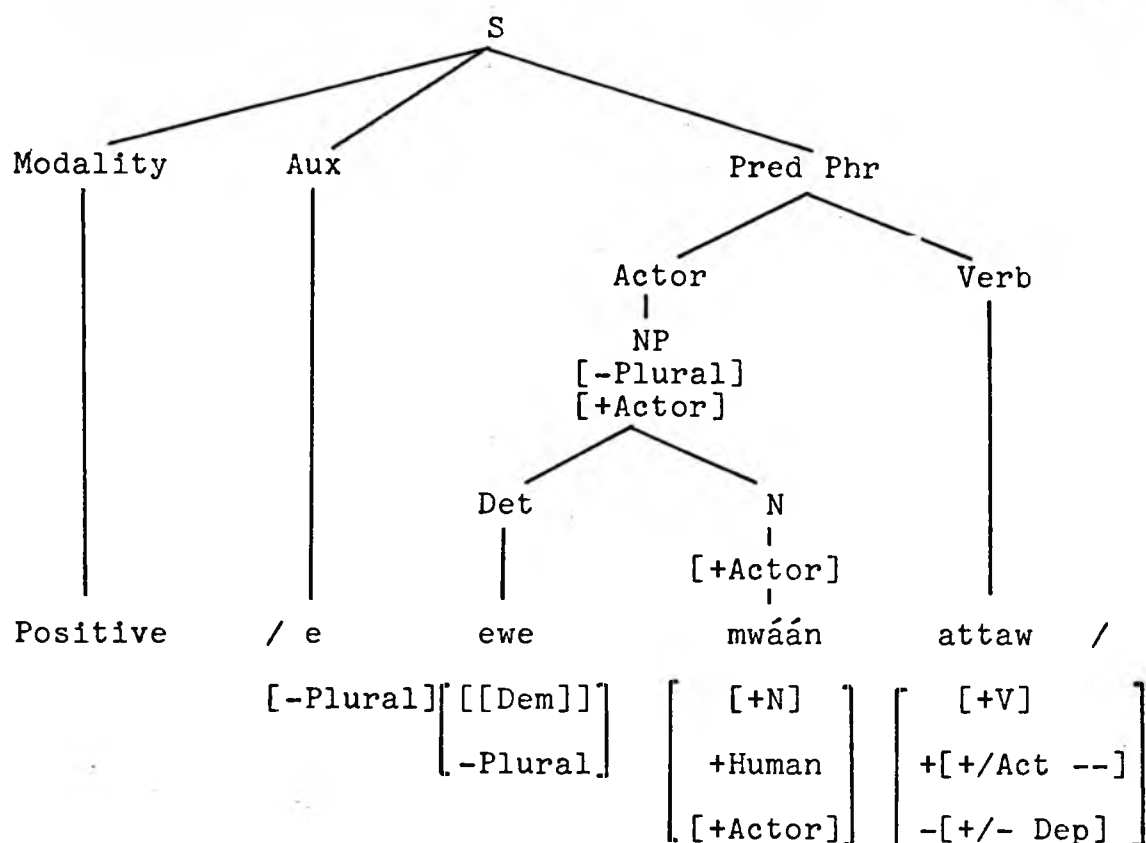 S
Modality Aux Pred Phr
Actor Verb
NP
[-Plural]
[+Actor]
Det N
[+Actor]
Positive / e ewe mwáán attaw /
[-Plural] [[Dem]] [+N] [+V]
-Plural +Human +[+/Act --]
[+Actor] -[+/- Dep]